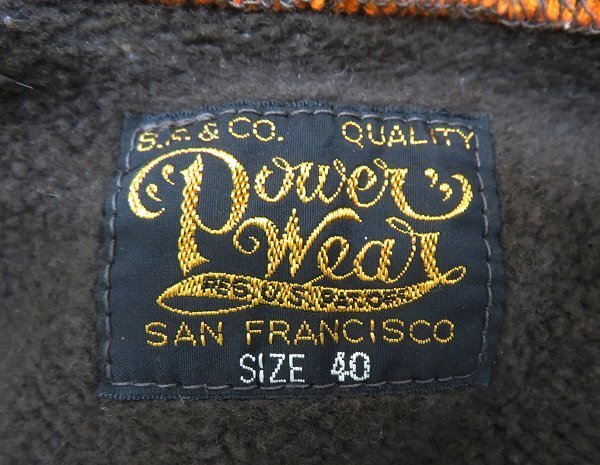 S.F. & CO. QUALITY
"Power
Wear"
REG. U.S. PAT. OFF.
SAN FRANCISCO
SIZE 40